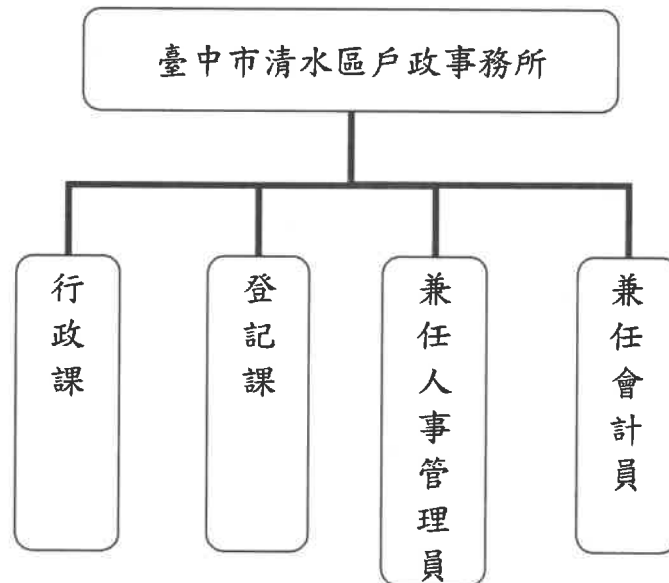 臺中市清水區戶政事務所
行政課
登記課
兼任人事管理員
兼任會計員